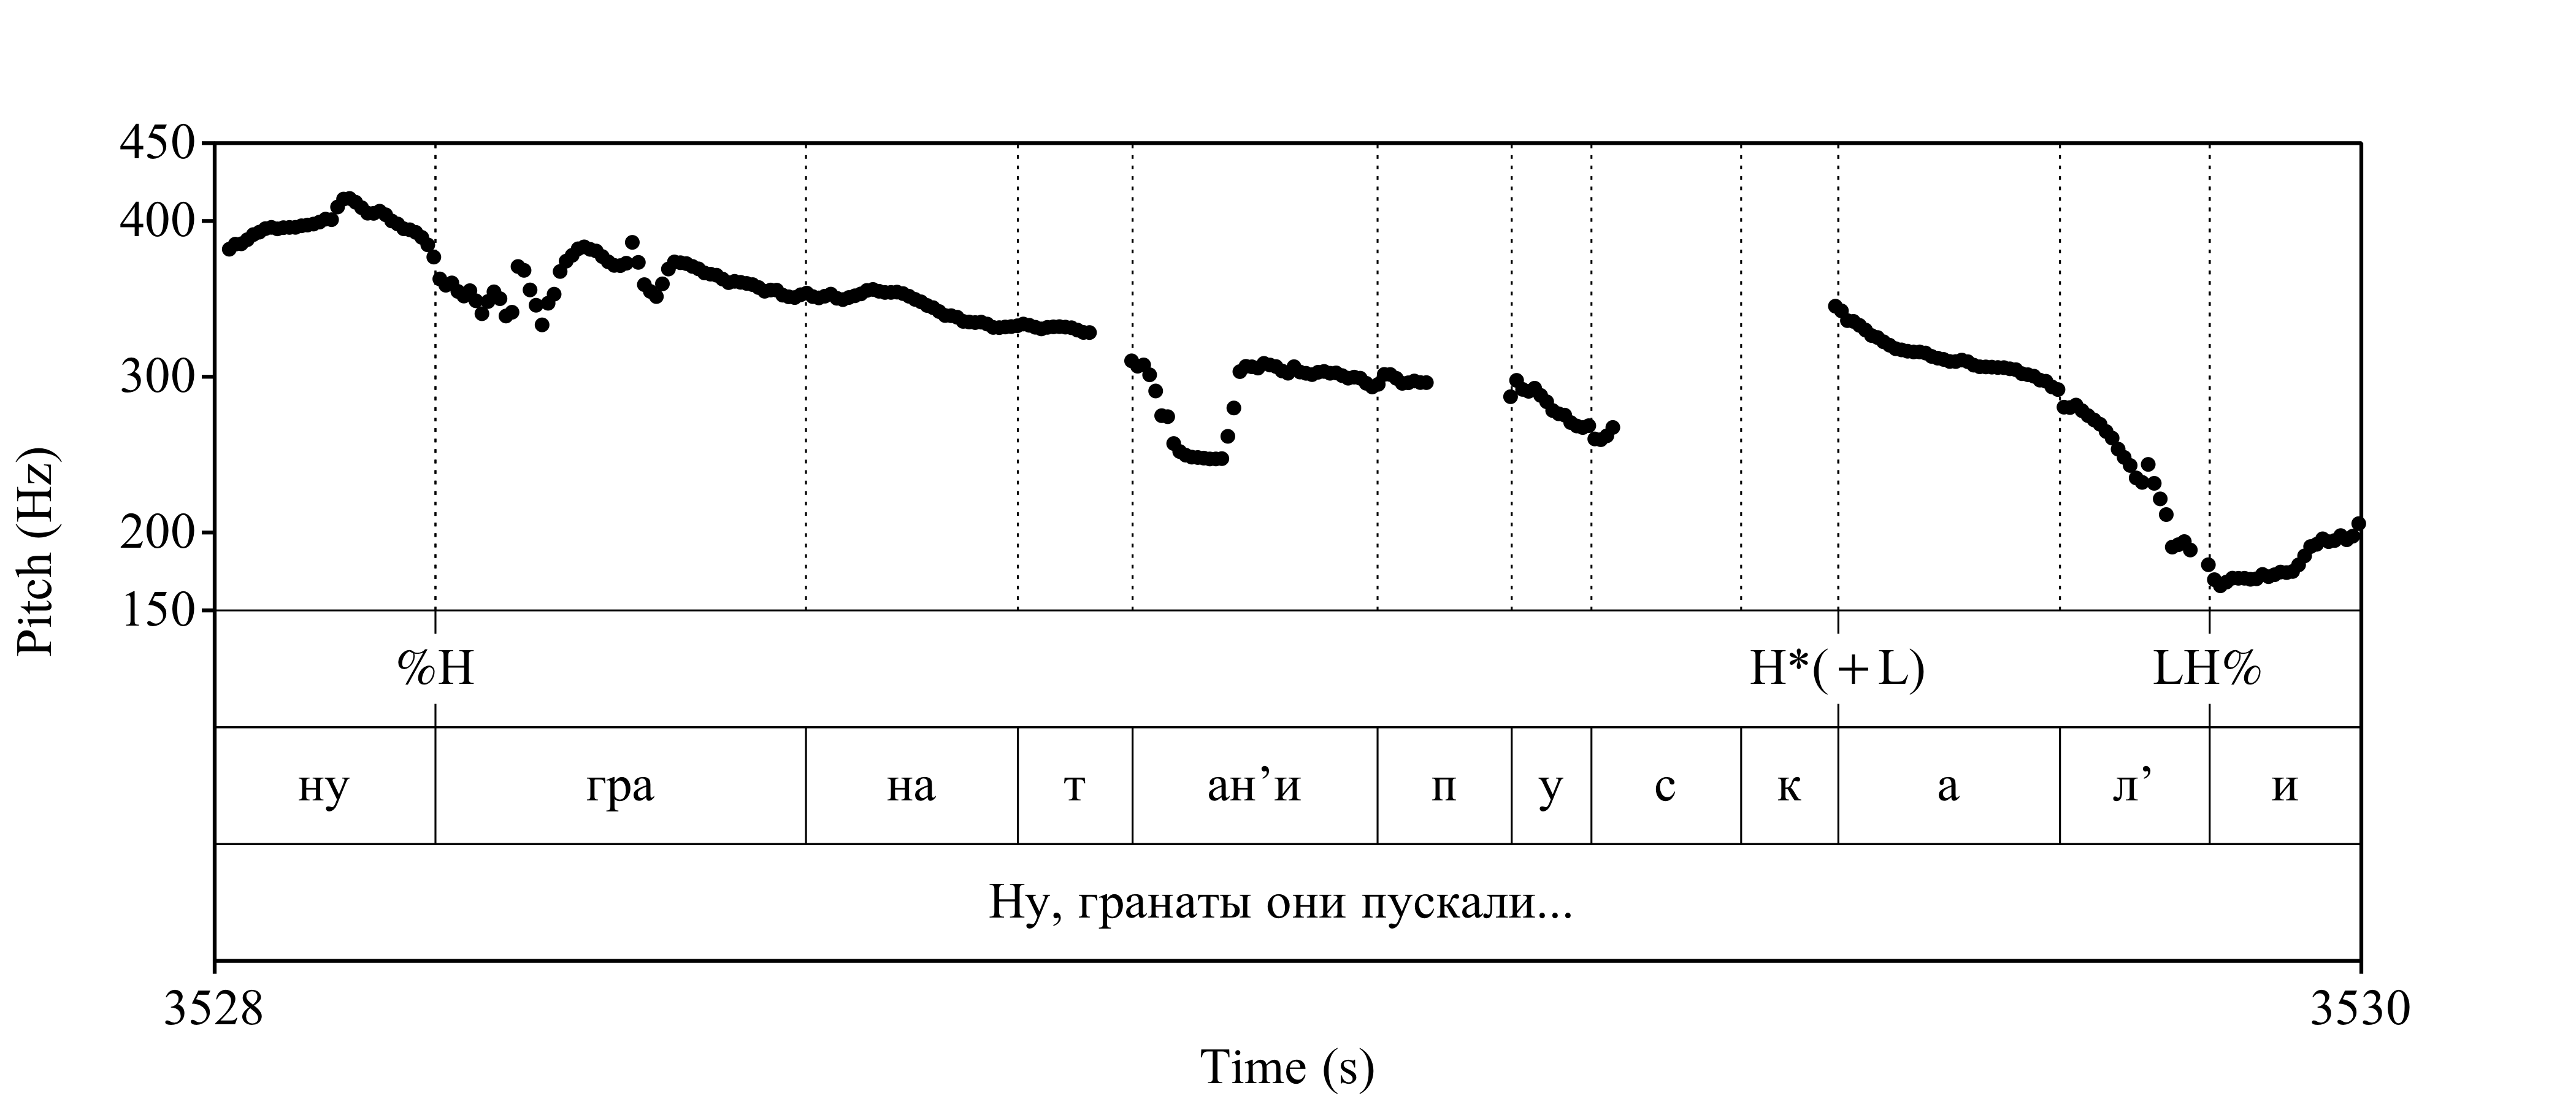 450
400
300
200
150
Pitch (Hz)
%H H*(+L) LH%
ну гра на т ан’и п у с к а л’ и
Ну, гранаты они пускали...
3528 3530
Time (s)